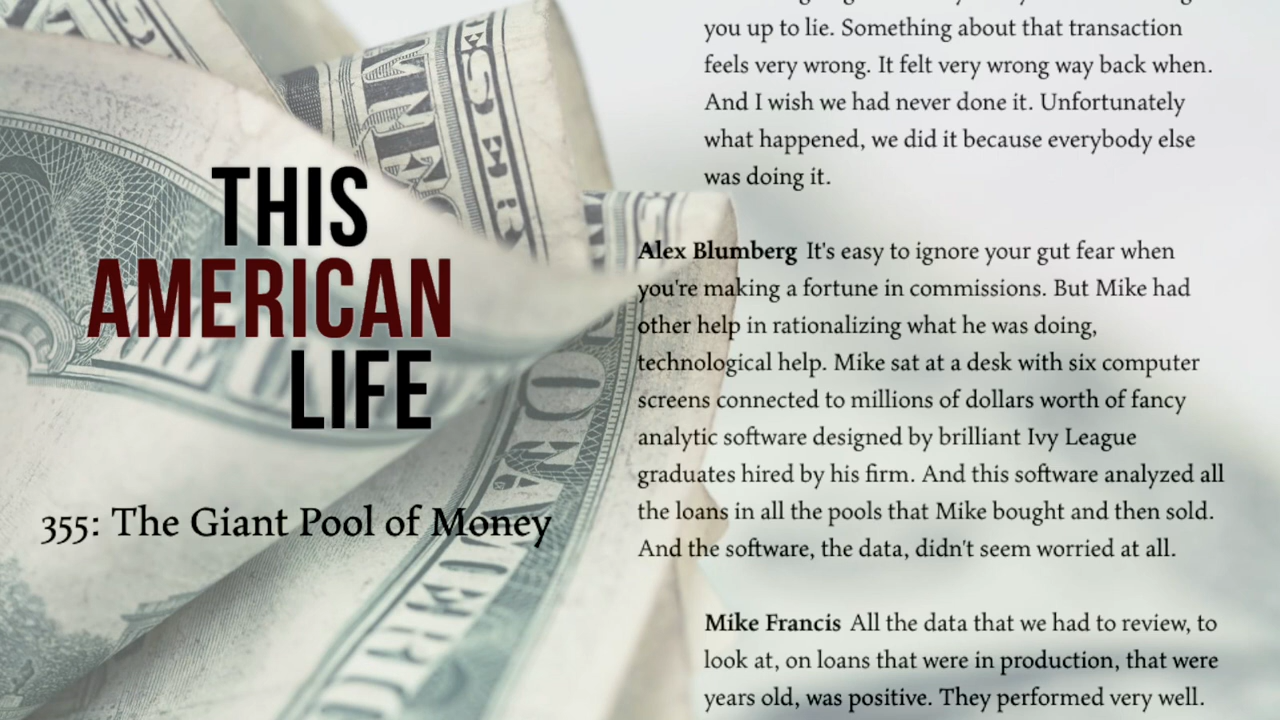 THIS
AMERICAN
LIFE
355: The Giant Pool of Money
you up to lie. Something about that transaction
feels very wrong. It felt very wrong way back when.
And I wish we had never done it. Unfortunately
what happened, we did it because everybody else
was doing it.
Alex Blumberg It's easy to ignore your gut fear when
you're making a fortune in commissions. But Mike had
other help in rationalizing what he was doing,
technological help. Mike sat at a desk with six computer
screens connected to millions of dollars worth of fancy
analytic software designed by brilliant Ivy League
graduates hired by his firm. And this software analyzed all
the loans in all the pools that Mike bought and then sold.
And the software, the data, didn't seem worried at all.
Mike Francis All the data that we had to review, to
look at, on loans that were in production, that were
years old, was positive. They performed very well.